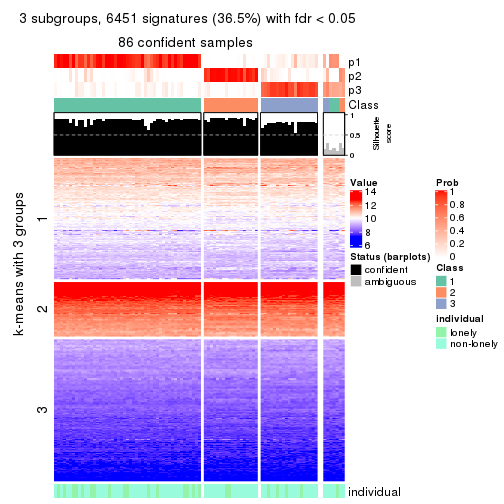 3 subgroups, 6451 signatures (36.5%) with fdr < 0.05
86 confident samples
p1
p2
p3
Class
1
0.5
0
Silhouette
score
k-means with 3 groups
1
2
3
individual
Value
14
12
10
8
6
Status (barplots)
confident
ambiguous
Prob
1
0.8
0.6
0.4
0.2
0
Class
1
2
3
individual
lonely
non-lonely